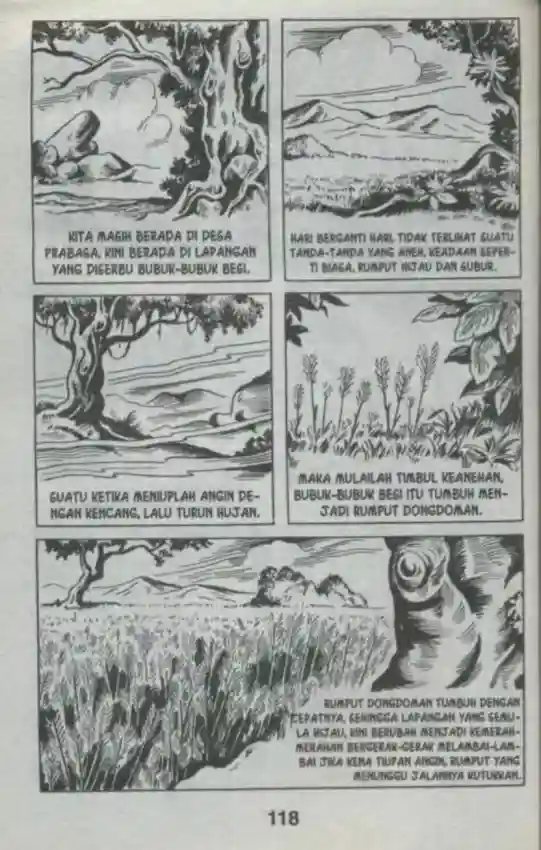 KITA MASIH BERADA DI DESA
PRABASA, KINI BERADA DI LAPANGAN
YANG DISERBU BUBUK-BUBUK BESI.
HARI BERGANTI HARI, TIDAK TERLIHAT SUATU
TANDA-TANDA YANG ANEH, KEADAAN SEPER-
TI BIASA, RUMPUT HIJAU DAN SUBUR.
SUATU KETIKA MENIUPLAH ANGIN DE-
NGAN KENCANG, LALU TURUN HUJAN.
MAKA MULAILAH TIMBUL KEANEHAN,
BUBUK-BUBUK BESI ITU TUMBUH MEN-
JADI RUMPUT DONGDOMAN.
RUMPUT DONGDOMAN TUMBUH DENGAN
CEPATNYA, SEHINGGA LAPANGAN YANG SEMU-
LA HIJAU, KINI BERUBAH MENJADI KEMERAH-
MERAHAN BERGERAK-GERAK MELAMBAI-LAM-
BAI JIKA KENA TIUPAN ANGIN, RUMPUT YANG
MENUNGGU JALANNYA KUTUKKAN.
118